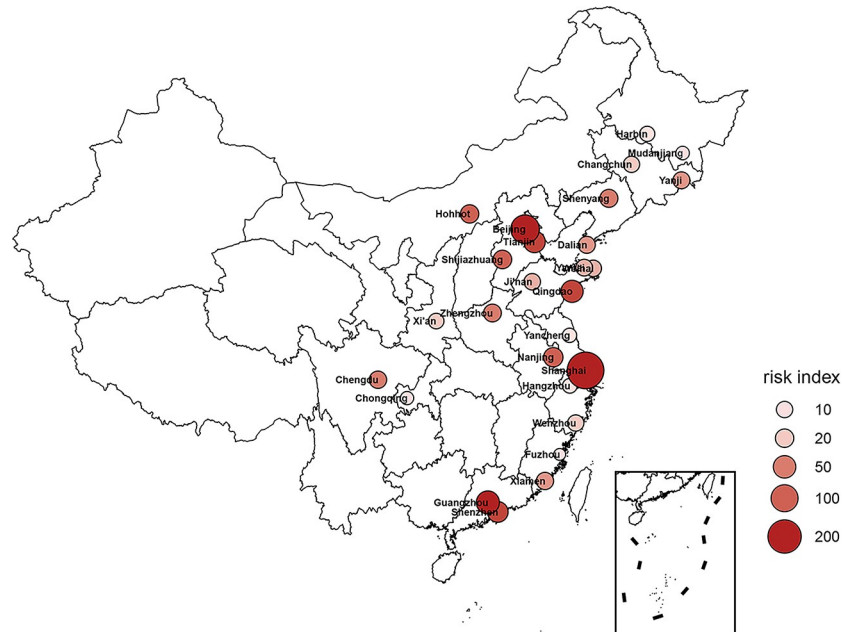 Harbin
Mudanjiang
Changchun
Yanji
Shenyang
Hohhot
Beijing
Tianjin
Dalian
Shijiazhuang
Ji'nan
Qingdao
Zhengzhou
Xi'an
Yanzheng
Nanjing
Shanghai
Hangzhou
Chengdu
Chongqing
Wenzhou
Fuzhou
Xiamen
Guangzhou
Shenzhen
risk index
10
20
50
100
200